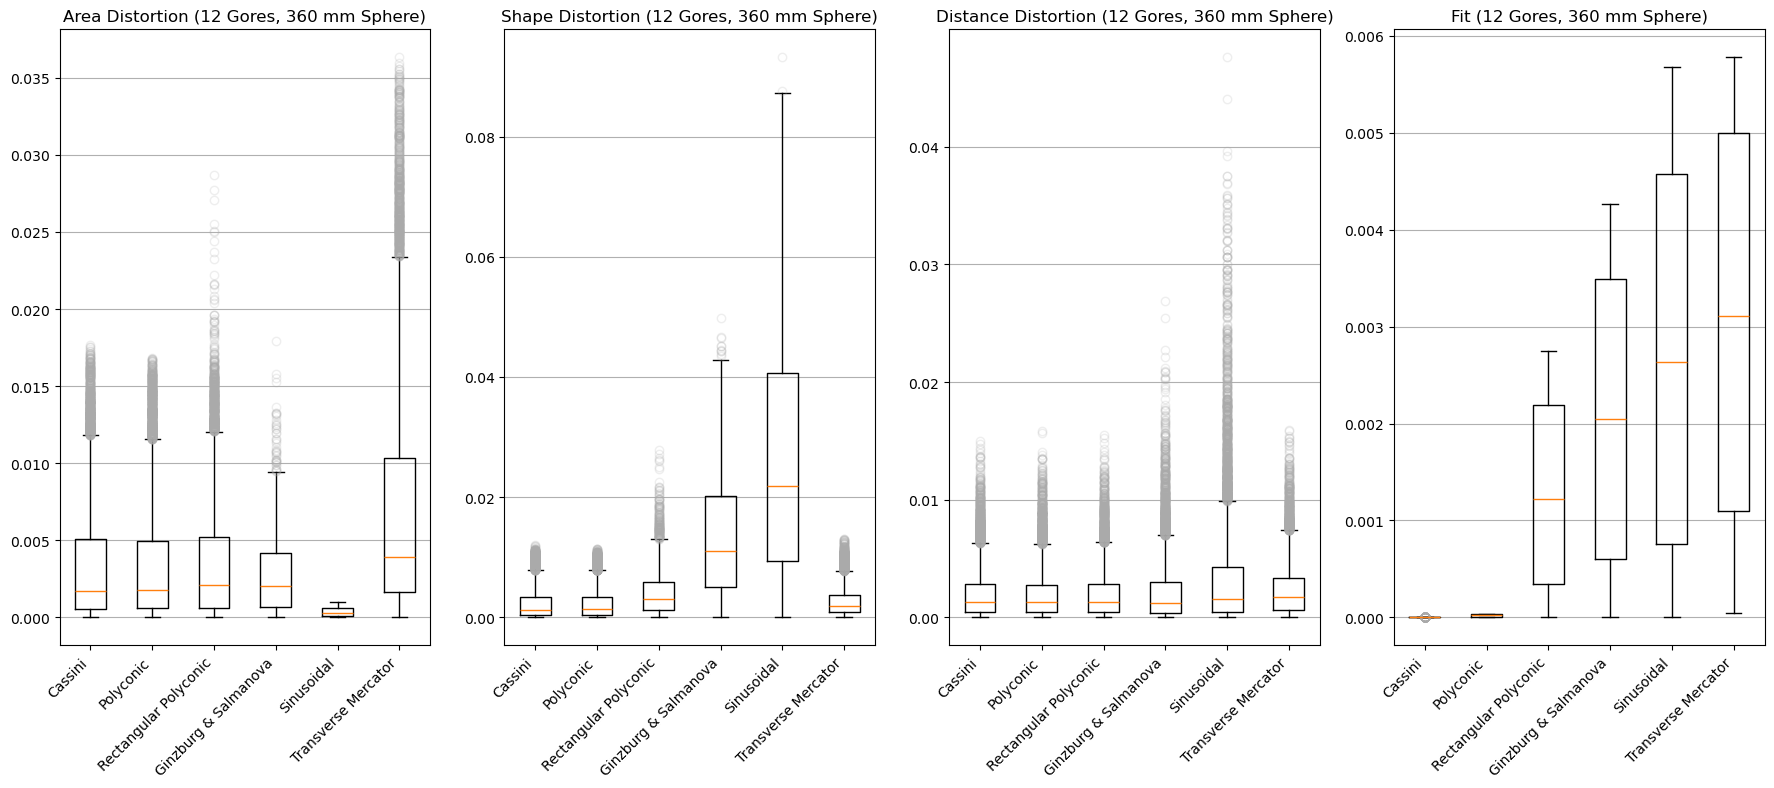 Area Distortion (12 Gores, 360 mm Sphere)
0.035
0.030
0.025
0.020
0.015
0.010
0.005
0.000
Cassini
Polyconic
Rectangular Polyconic
Ginzburg & Salmanova
Sinusoidal
Transverse Mercator
Shape Distortion (12 Gores, 360 mm Sphere)
0.08
0.06
0.04
0.02
0.00
Cassini
Polyconic
Rectangular Polyconic
Ginzburg & Salmanova
Sinusoidal
Transverse Mercator
Distance Distortion (12 Gores, 360 mm Sphere)
0.04
0.03
0.02
0.01
0.00
Cassini
Polyconic
Rectangular Polyconic
Ginzburg & Salmanova
Sinusoidal
Transverse Mercator
Fit (12 Gores, 360 mm Sphere)
0.006
0.005
0.004
0.003
0.002
0.001
0.000
Cassini
Polyconic
Rectangular Polyconic
Ginzburg & Salmanova
Sinusoidal
Transverse Mercator